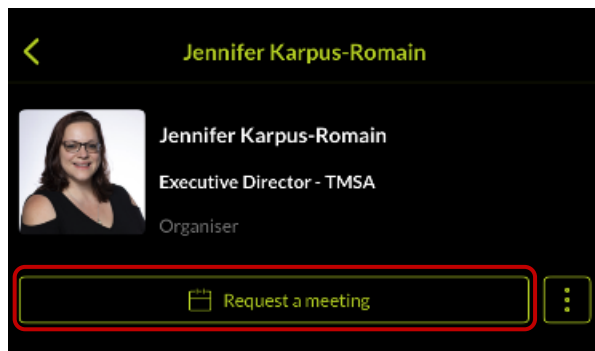 Jennifer Karpus-Romain
Jennifer Karpus-Romain
Executive Director - TMSA
Organiser
Request a meeting